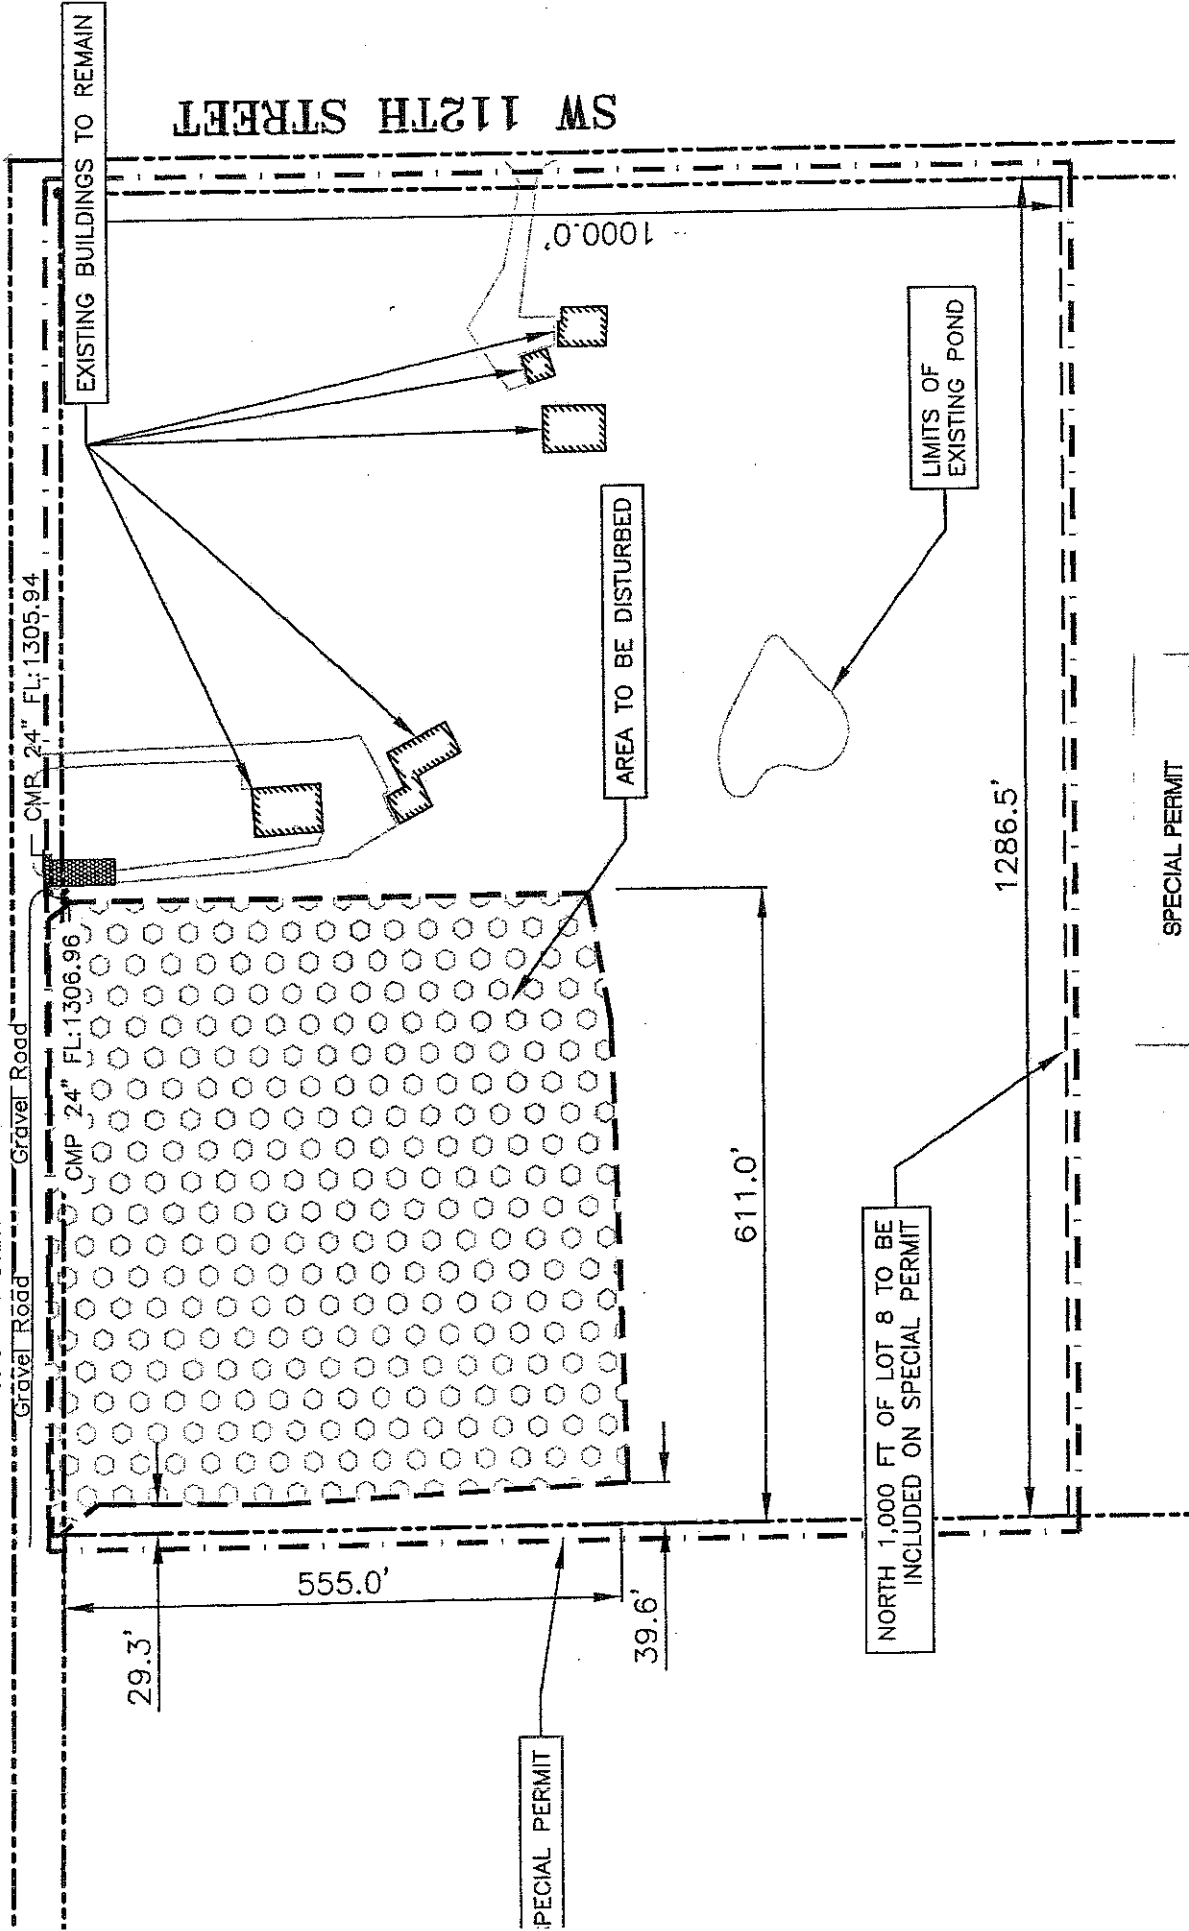 EXISTING BUILDINGS TO REMAIN
SW 112TH STREET
CMP 24" FL:1305.94
1000.0'
Gravel Road
Gravel Road
CMP 24" FL:1306.96
AREA TO BE DISTURBED
LIMITS OF
EXISTING POND
611.0'
1286.5'
555.0'
29.3'
39.6'
NORTH 1,000 FT OF LOT 8 TO BE
INCLUDED ON SPECIAL PERMIT
PECIAL PERMIT
SPECIAL PERMIT